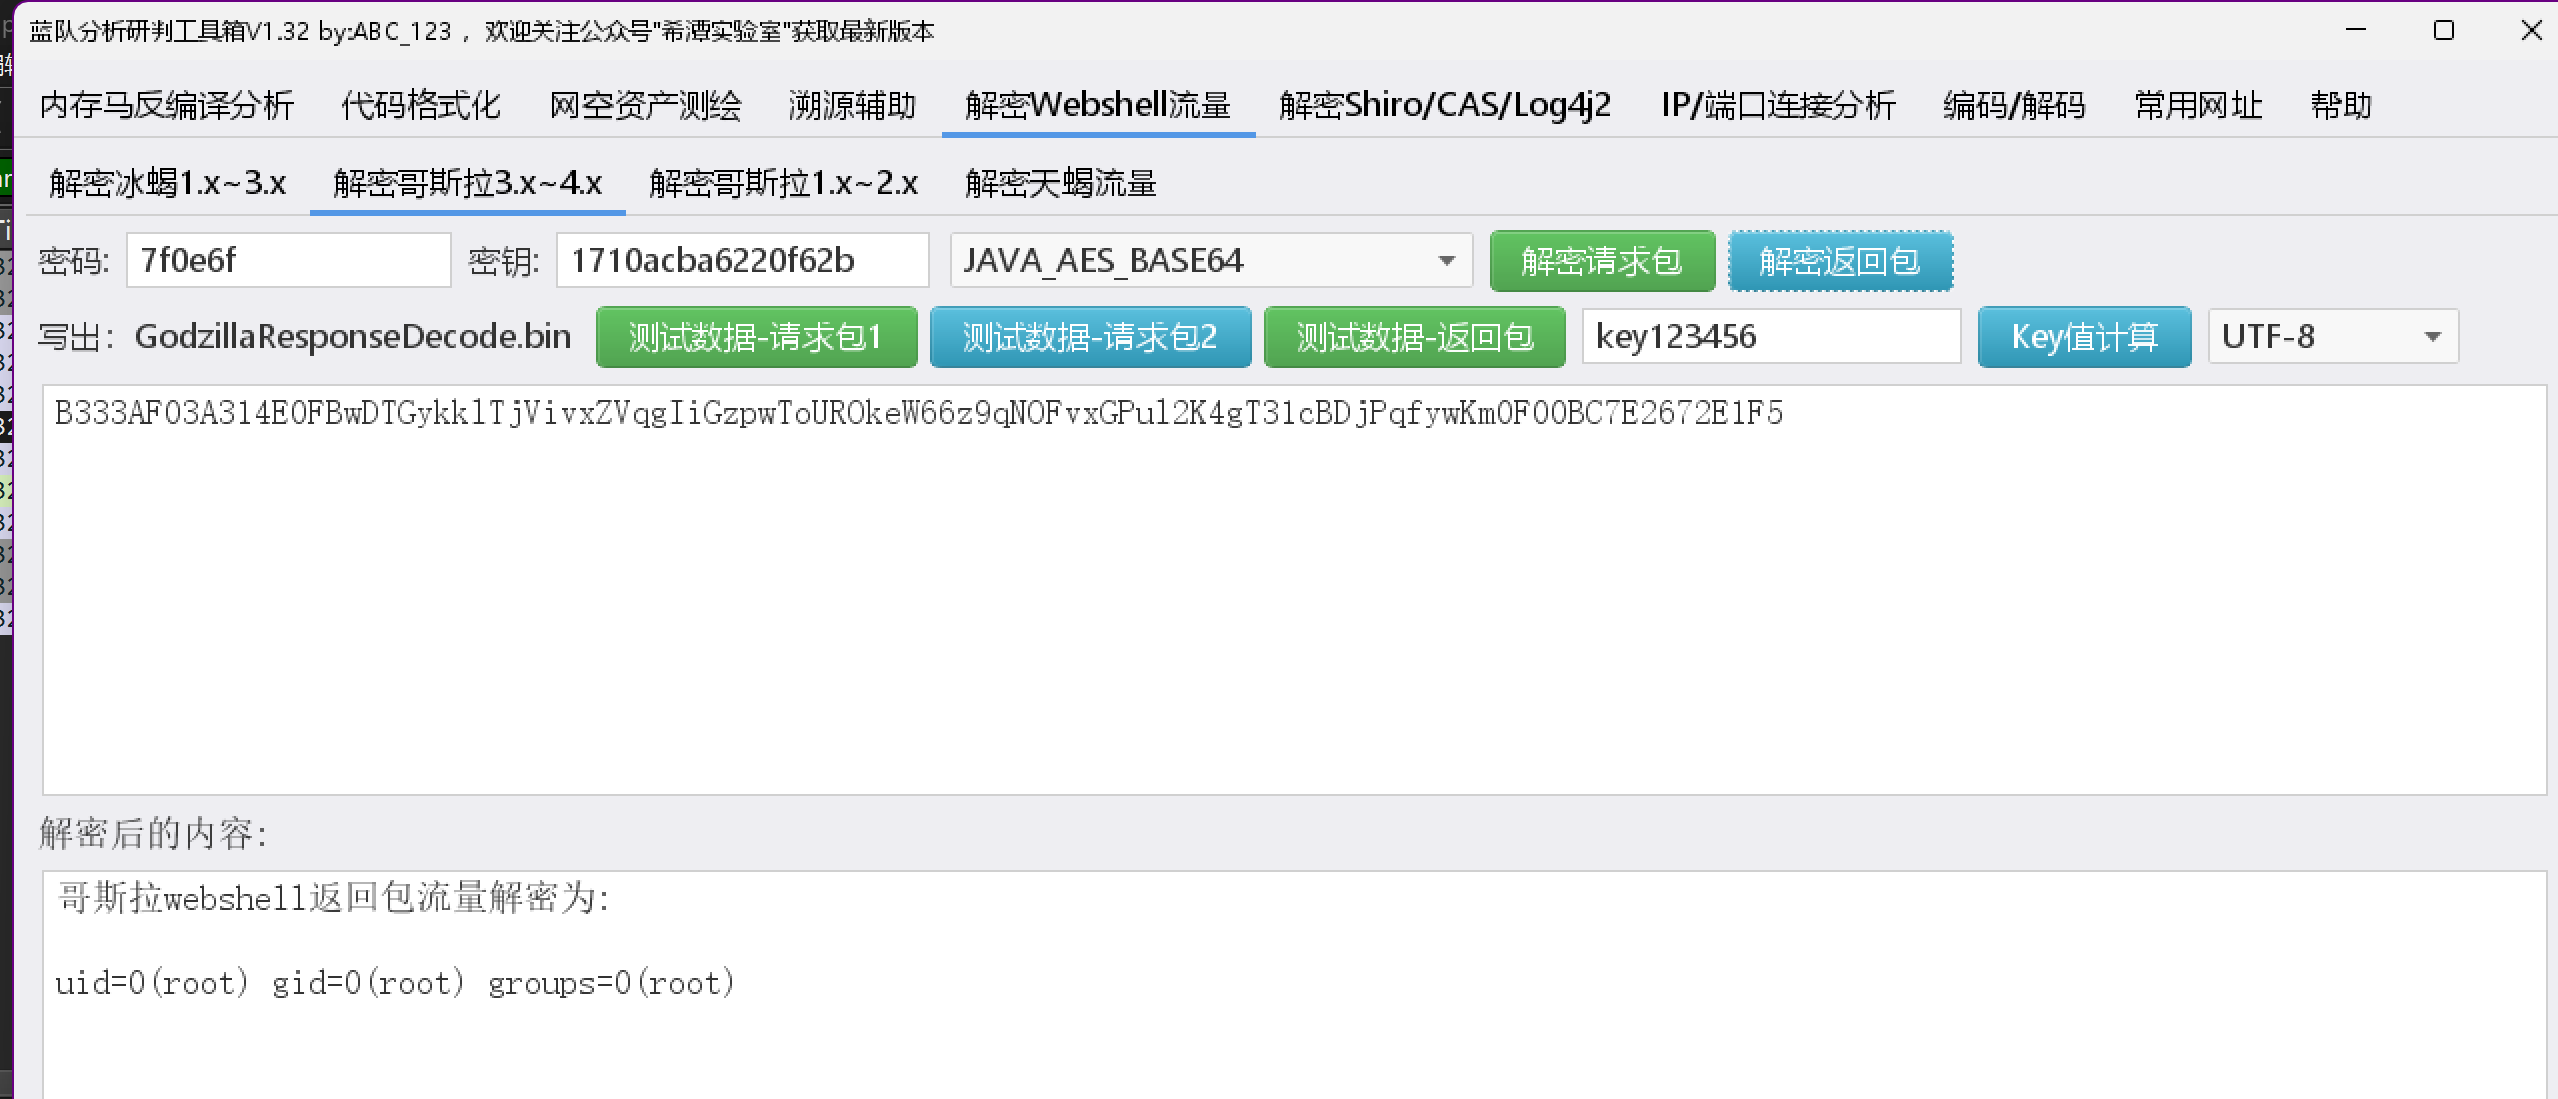 蓝队分析研判工具箱V1.32 by:ABC_123 ，欢迎关注公众号"希潭实验室"获取最新版本
内存马反编译分析 代码格式化 网空资产测绘 溯源辅助 解密Webshell流量 解密Shiro/CAS/Log4j2 IP/端口连接分析 编码/解码 常用网址 帮助
解密冰蝎1.x~3.x 解密哥斯拉3.x~4.x 解密哥斯拉1.x~2.x 解密天蝎流量
密码: 7f0e6f 密钥: 1710acba6220f62b JAVA_AES_BASE64 解密请求包 解密返回包
写出: GodzillaResponseDecode.bin 测试数据-请求包1 测试数据-请求包2 测试数据-返回包 key123456 Key值计算 UTF-8
B333AF03A314E0FBwDTGykklTjVivxZVqgIiGzpwToUROkeW66z9qNOFvxGPul2K4gT31cBDjPqfywKm0F00BC7E2672E1F5
解密后的内容:
哥斯拉webshell返回包流量解密为:
uid=0(root) gid=0(root) groups=0(root)